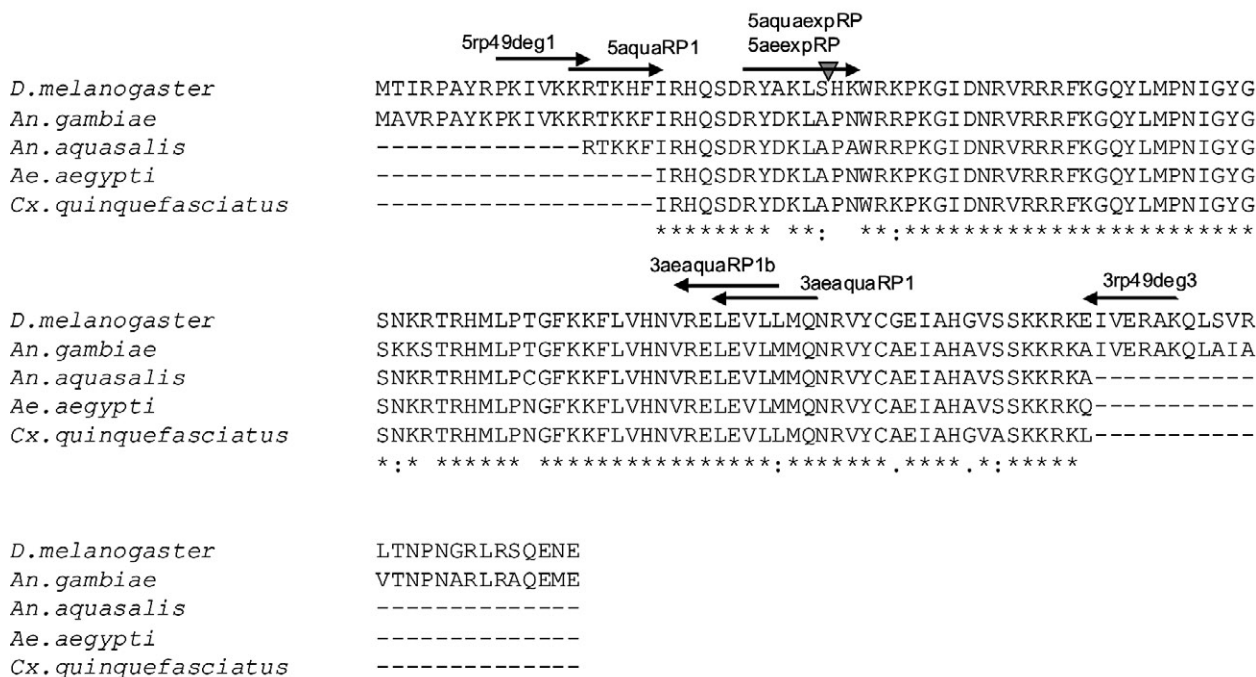 5aquaexpRP
5rp49deg1 5aquaRP1 5aeexpRP
D.melanogaster MTIRPAYRPKIVKKRTKHFIRHQSDRYAKLSHKWRKPKGIDNRVRRRFKGQYLMPNIGYG
An.gambiae MAVRPAYKPKIVKKRTKKFIRHQSDRYDKLAPNWRKPKGIDNRVRRRFKGQYLMPNIGYG
An.aquasalis --------------RTKKFIRHQSDRYDKLAPAWRRPKGIDNRVRRRFKGQYLMPNIGYG
Ae.aegypti -------------------IRHQSDRYDKLAPNWRKPKGIDNRVRRRFKGQYLMPNIGYG
Cx.quinquefasciatus -------------------IRHQSDRYDKLAPNWRKPKGIDNRVRRRFKGQYLMPNIGYG
******** **:  **:************************
3aeaquaRP1b 3aeaquaRP1 3rp49deg3
D.melanogaster SNKRTRHMLPTGFKKFLVHNVRELEVLLMQNRVYCGEIAHGVSSKKRKEIVERAKQLSVR
An.gambiae SKKSTRHMLPTGFKKFLVHNVRELEVLMMQNRVYCAEIAHAVSSKKRKAIVERAKQLAIA
An.aquasalis SNKRTRHMLPCGFKKFLVHNVRELEVLMMQNRVYCAEIAHAVSSKKRKA-----------
Ae.aegypti SNKRTRHMLPNGFKKFLVHNVRELEVLMMQNRVYCAEIAHAVSSKKRKQ-----------
Cx.quinquefasciatus SNKRTRHMLPNGFKKFLVHNVRELEVLLMQNRVYCAEIAHGVASKKRKL-----------
*:* ****** ****************:*******.****.*:*****
D.melanogaster LTNPNGRLRSQENE
An.gambiae VTNPNARLRAQEME
An.aquasalis --------------
Ae.aegypti --------------
Cx.quinquefasciatus --------------